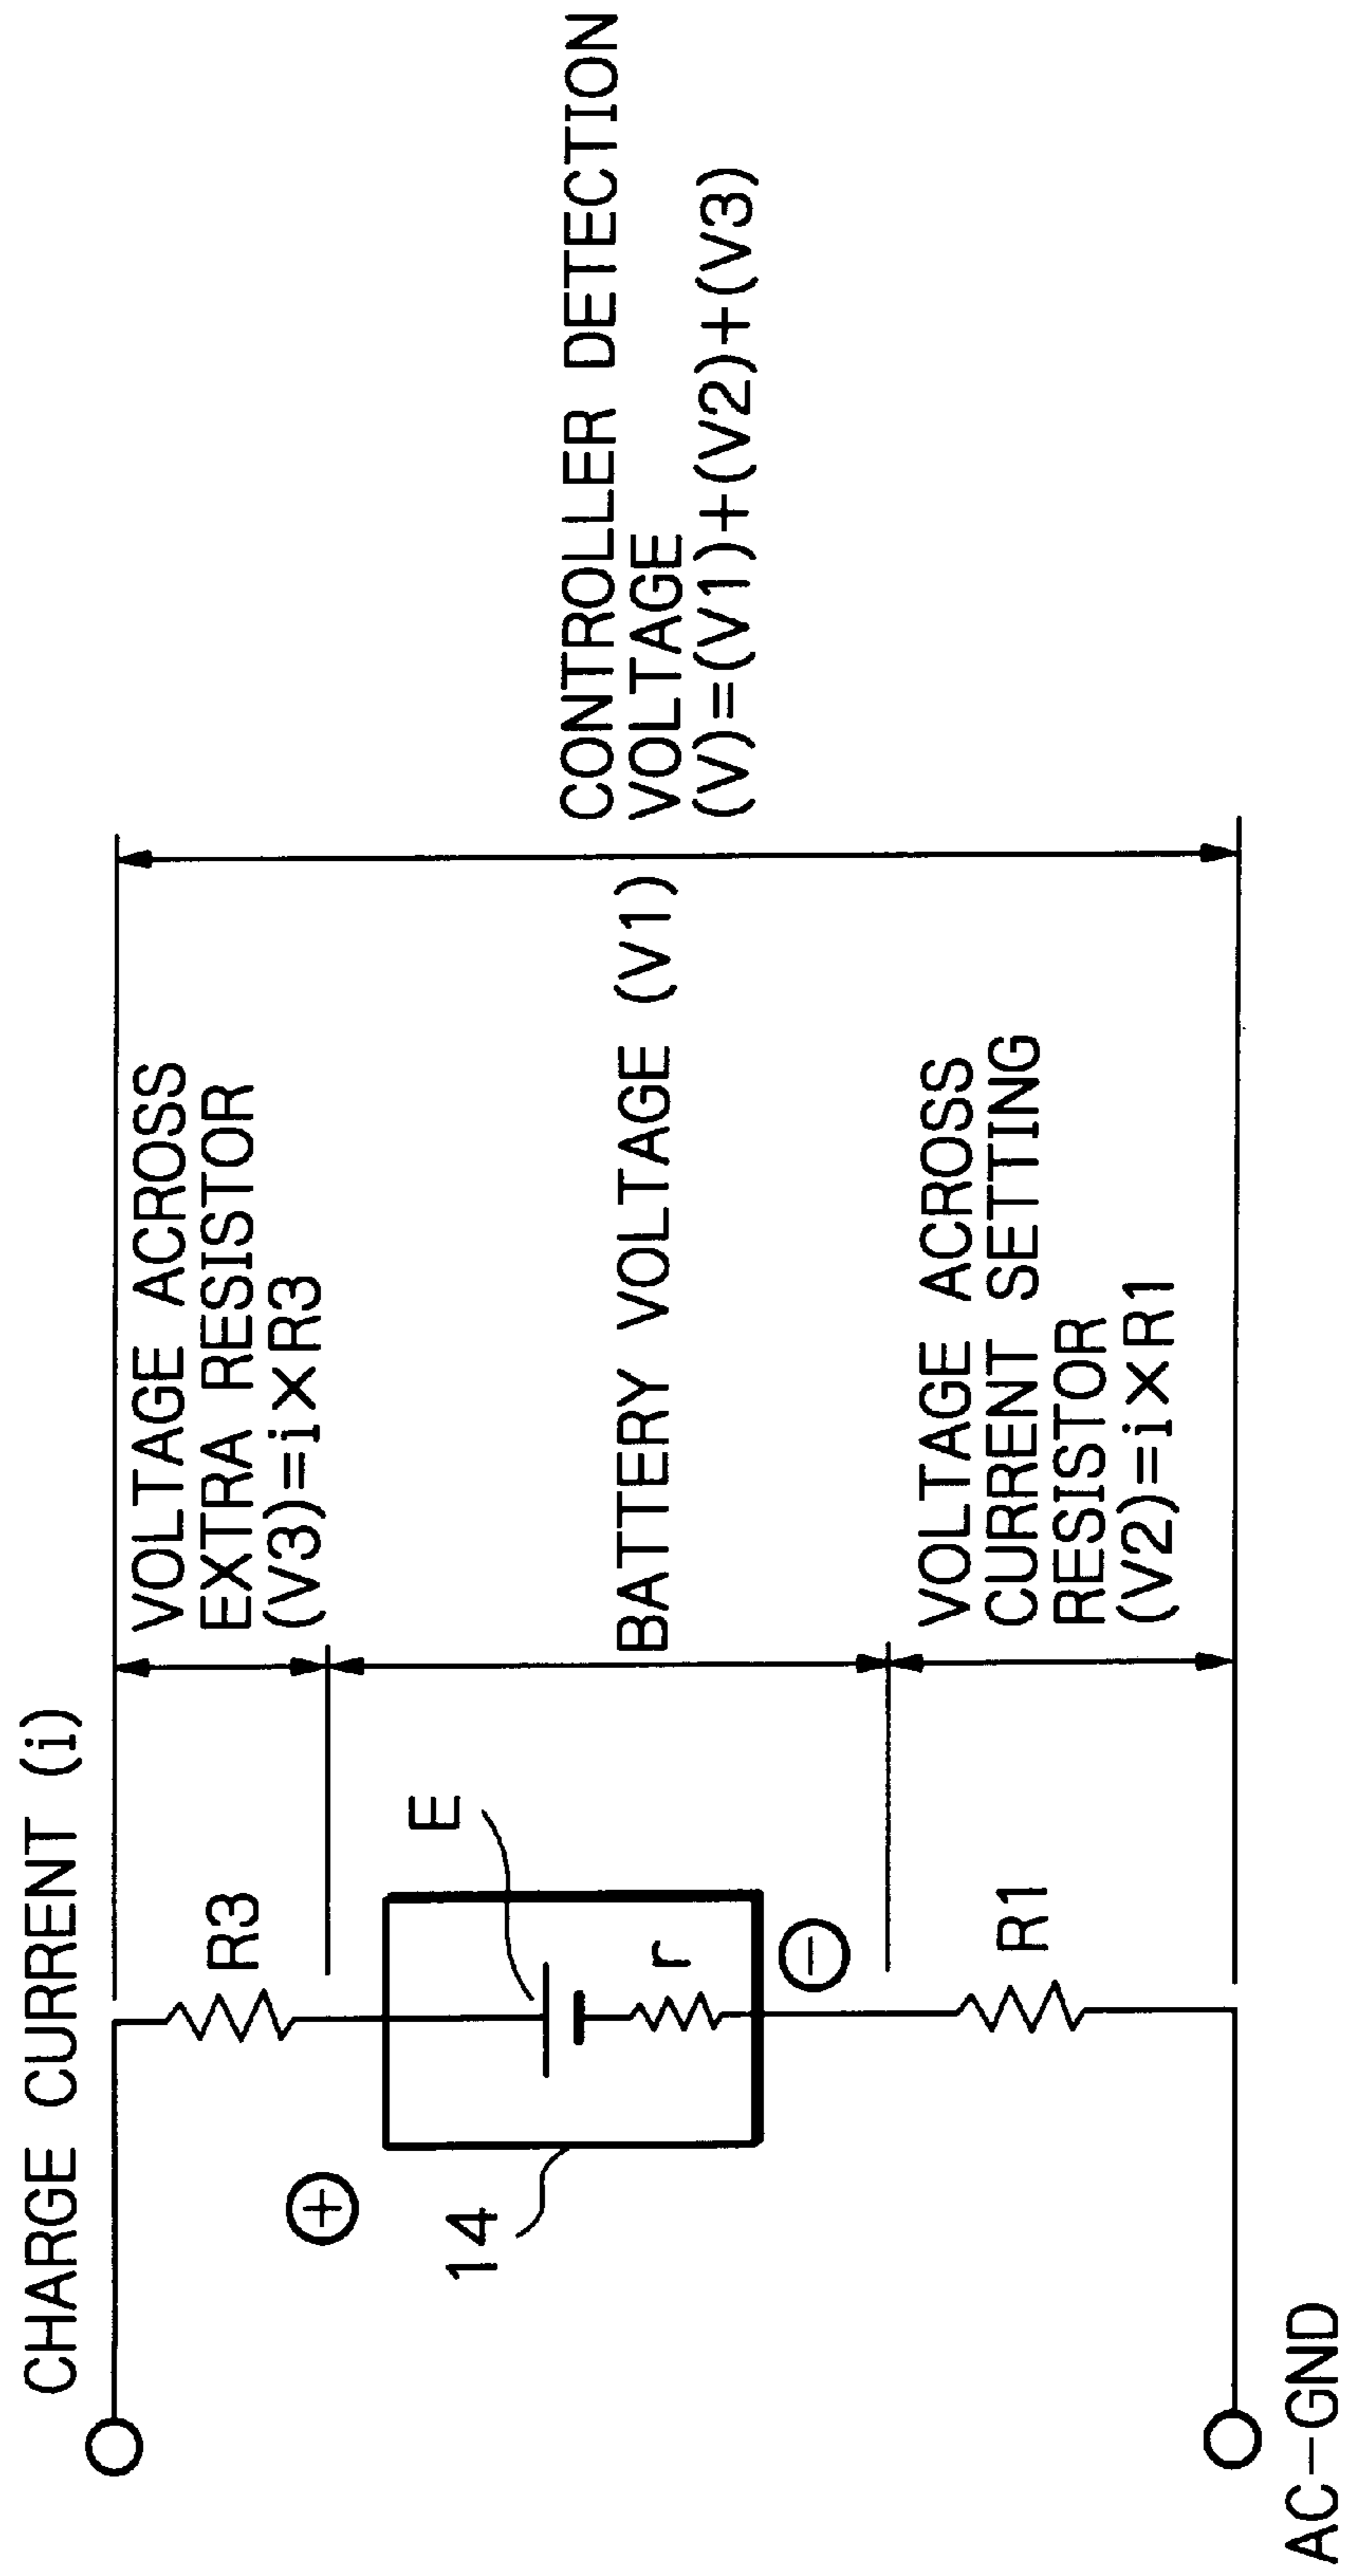 CHARGE CURRENT (i)
R3
VOLTAGE ACROSS
EXTRA RESISTOR
(V3)=i×R3
+
14
E
r
−
BATTERY VOLTAGE (V1)
CONTROLLER DETECTION
VOLTAGE
(V)=(V1)+(V2)+(V3)
R1
VOLTAGE ACROSS
CURRENT SETTING
RESISTOR
(V2)=i×R1
AC-GND